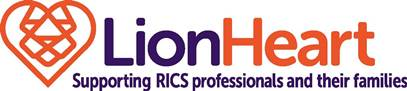 LionHeart
Supporting RICS professionals and their families